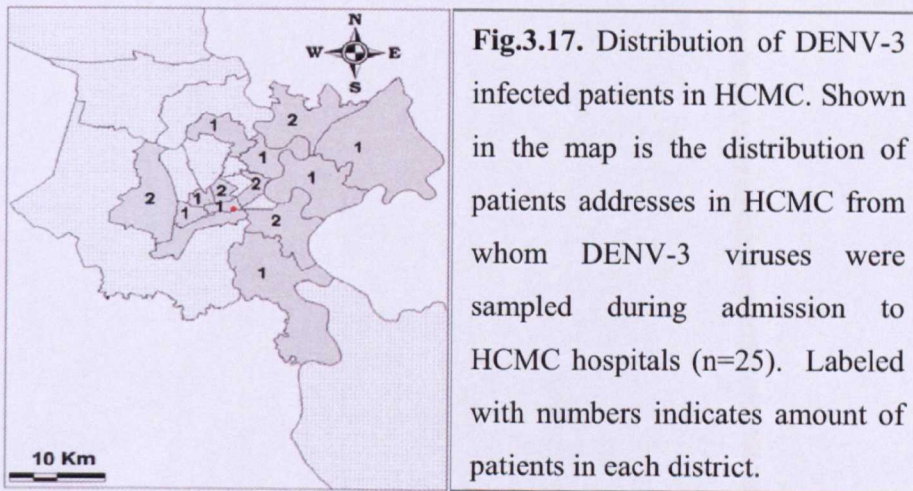 N
W E
S
2
1
1
1
1
2
2
1
2
1
1
2
1
10 Km
Fig.3.17. Distribution of DENV-3
infected patients in HCMC. Shown
in the map is the distribution of
patients addresses in HCMC from
whom DENV-3 viruses were
sampled during admission to
HCMC hospitals (n=25). Labeled
with numbers indicates amount of
patients in each district.